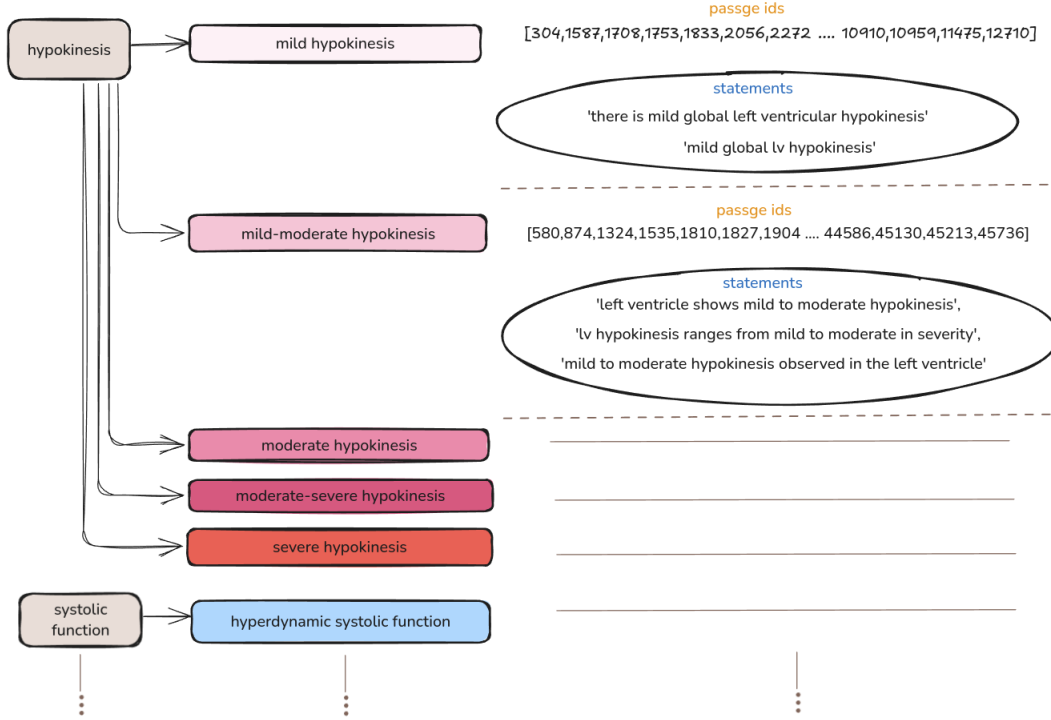 passge ids
hypokinesis
mild hypokinesis
[304,1587,1708,1753,1833,2056,2272 .... 10910,10959,11475,12710]
statements
'there is mild global left ventricular hypokinesis'
'mild global lv hypokinesis'
passge ids
mild-moderate hypokinesis
[580,874,1324,1535,1810,1827,1904 .... 44586,45130,45213,45736]
statements
'left ventricle shows mild to moderate hypokinesis',
'lv hypokinesis ranges from mild to moderate in severity',
'mild to moderate hypokinesis observed in the left ventricle'
moderate hypokinesis
moderate-severe hypokinesis
severe hypokinesis
systolic
function
hyperdynamic systolic function